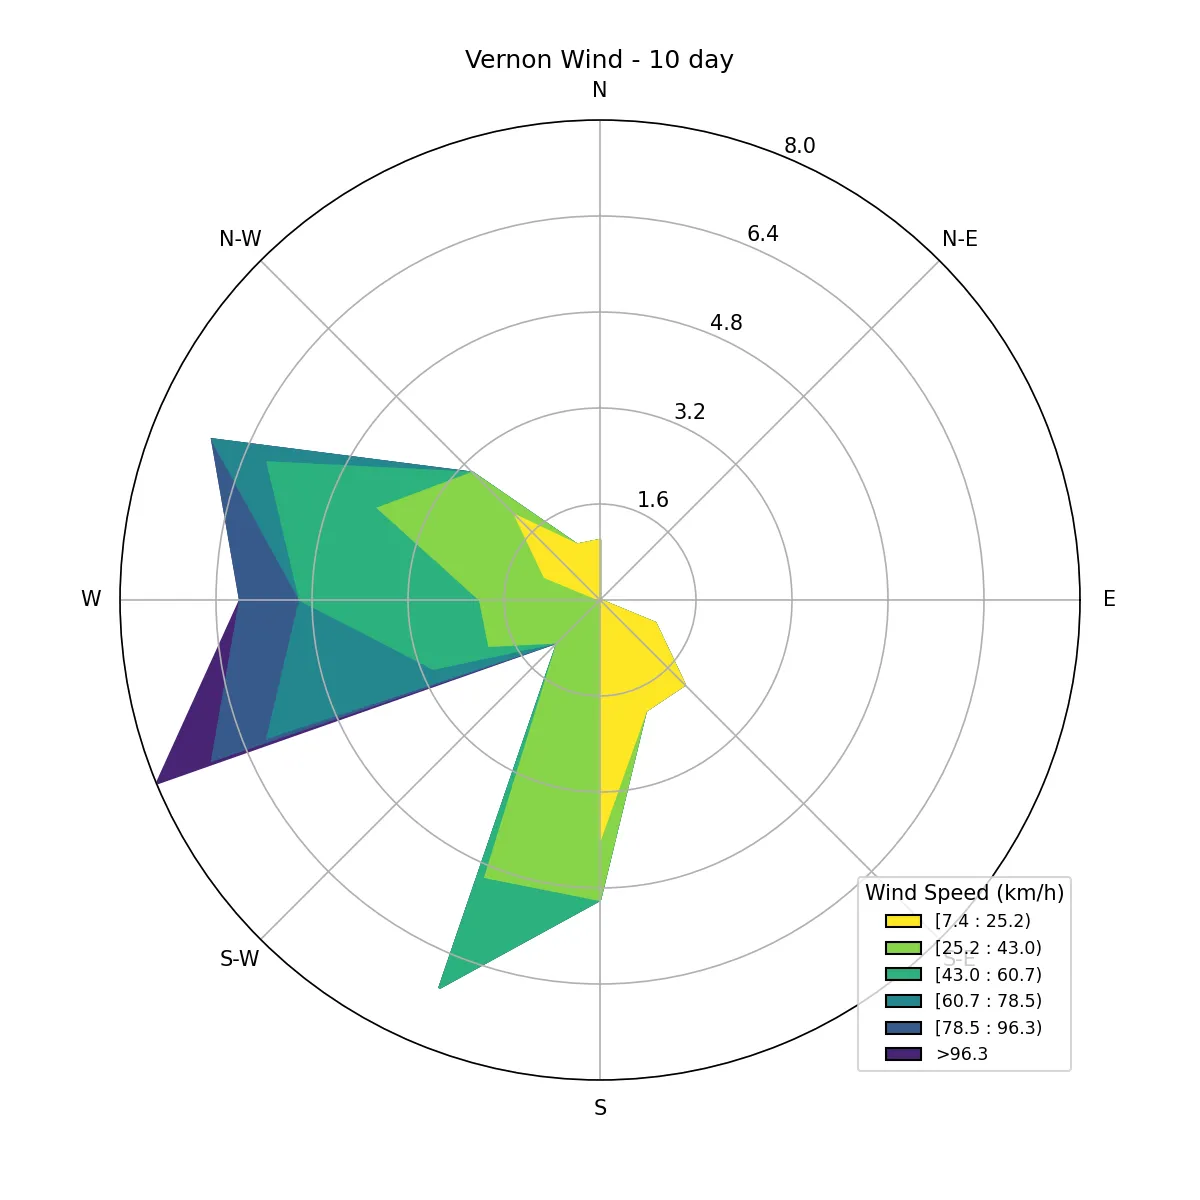 Vernon Wind - 10 day
N
8.0
N-W
6.4
N-E
4.8
3.2
1.6
W
E
Wind Speed (km/h)
[7.4 : 25.2)
[25.2 : 43.0)
S-W
S-E
[43.0 : 60.7)
[60.7 : 78.5)
[78.5 : 96.3)
>96.3
S